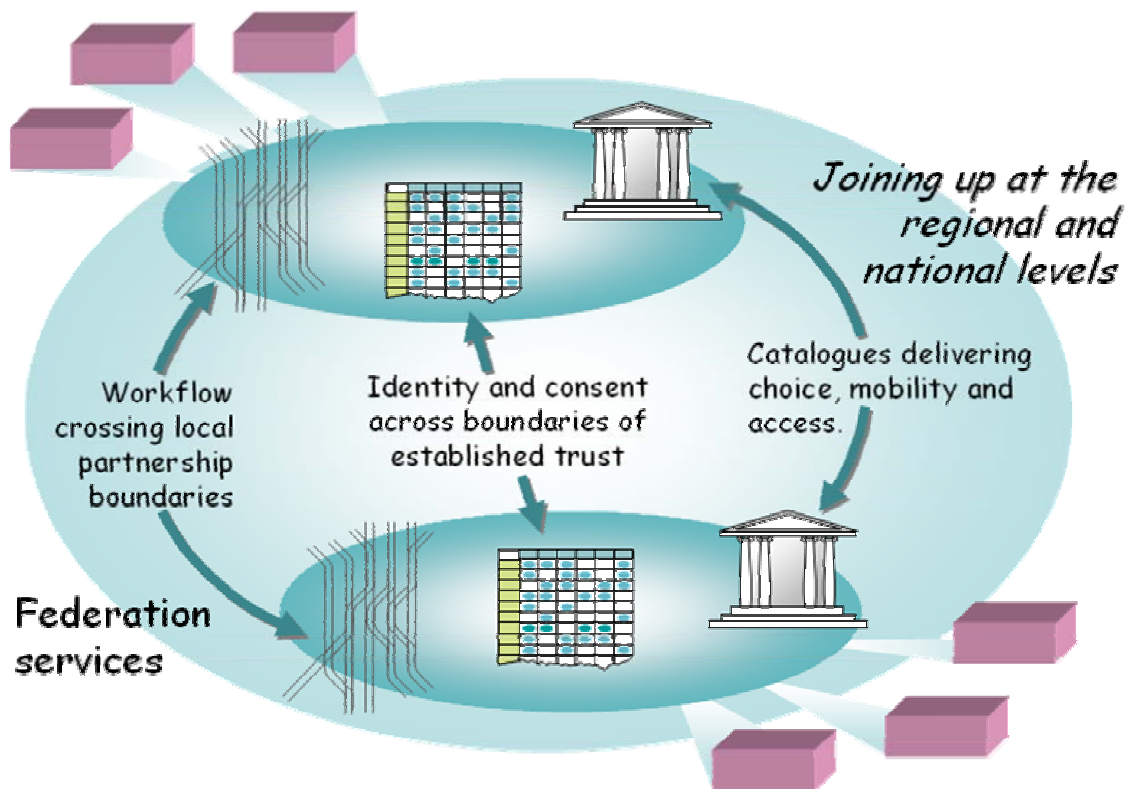 Joining up at the
regional and
national levels
Workflow
crossing local
partnership
boundaries
Identity and consent
across boundaries of
established trust
Catalogues delivering
choice, mobility and
access.
Federation
services